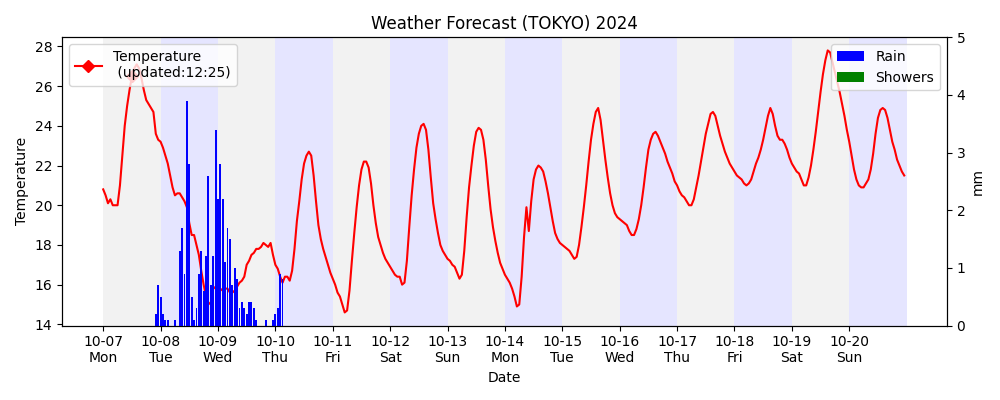 Weather Forecast (TOKYO) 2024
Temperature
(updated:12:25)
Rain
Showers
28
26
24
22
20
18
16
14
Temperature
5
4
3
2
1
0
mm
10-07 10-08 10-09 10-10 10-11 10-12 10-13 10-14 10-15 10-16 10-17 10-18 10-19 10-20
Mon Tue Wed Thu Fri Sat Sun Mon Tue Wed Thu Fri Sat Sun
Date